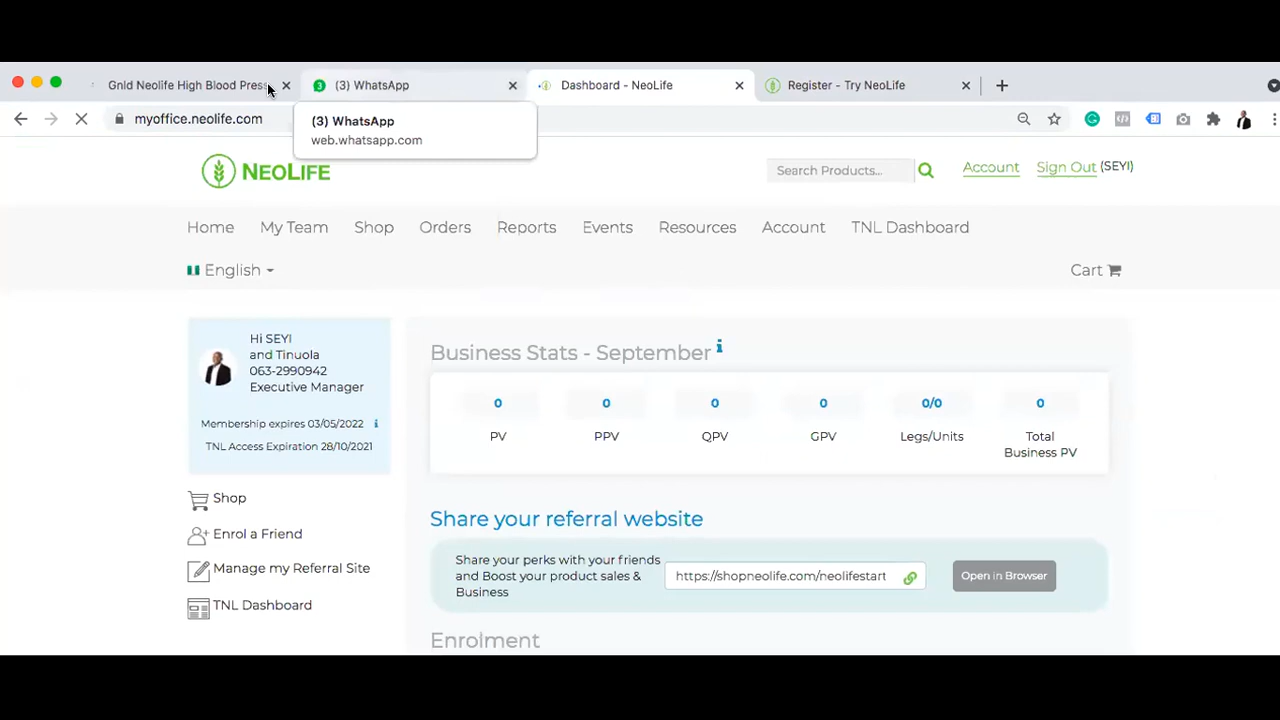 Gnld Neolife High Blood Press
3 (3) WhatsApp
Dashboard - NeoLife
Register - Try NeoLife
myoffice.neolife.com
(3) WhatsApp
web.whatsapp.com
NEOLIFE
Search Products...
Account
Sign Out (SEYI)
Home
My Team
Shop
Orders
Reports
Events
Resources
Account
TNL Dashboard
English
Cart
Hi SEYI
and Tinuola
063-2990942
Executive Manager
Membership expires 03/05/2022
TNL Access Expiration 28/10/2021
Shop
Enrol a Friend
Manage my Referral Site
TNL Dashboard
Business Stats - September
0 0 0 0 0/0 0
PV PPV QPV GPV Legs/Units Total
Business PV
Share your referral website
Share your perks with your friends
and Boost your product sales &
Business
https://shopneolife.com/neolifestart
Open in Browser
Enrolment